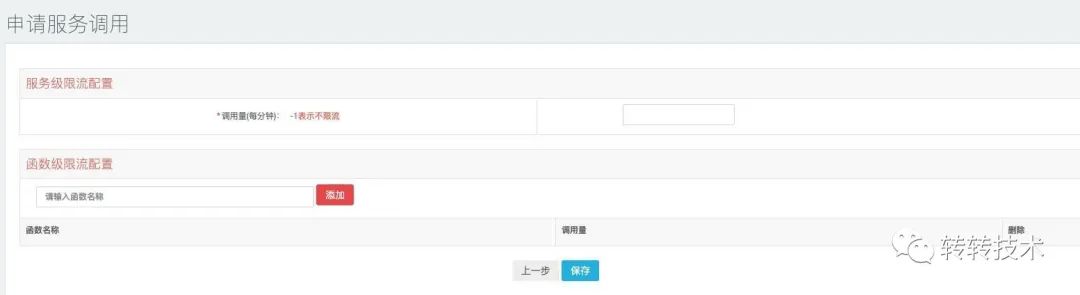 申请服务调用
服务级限流配置
*调用量(每分钟): -1表示不限流
函数级限流配置
请输入函数名称 添加
函数名称 调用量 删除
转转技术
上一步 保存